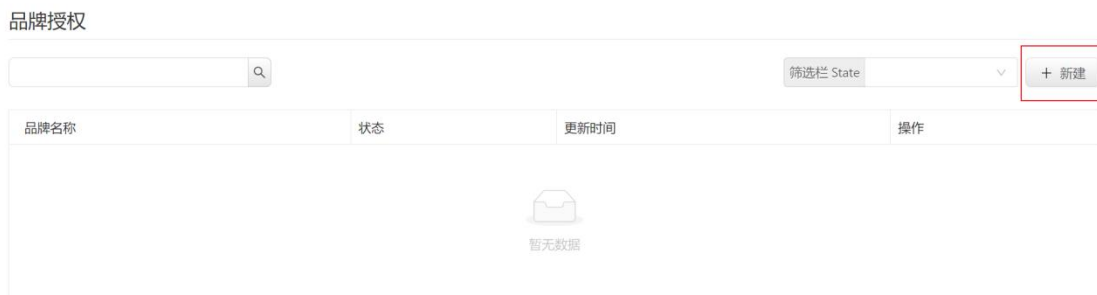 品牌授权
筛选栏 State
+ 新建
品牌名称 状态 更新时间 操作
暂无数据